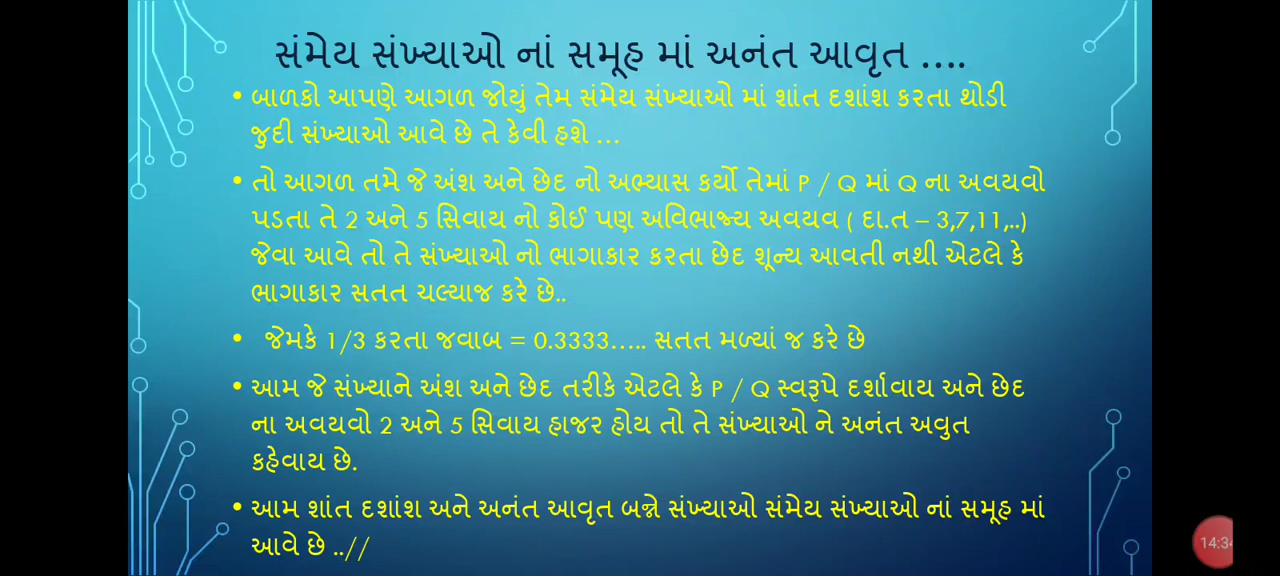 સંમેય સંખ્યાઓ નાં સમૂહ માં અનંત આવૃત ....
• બાળકો આપણે આગળ જોયું તેમ સંમેય સંખ્યાઓ માં શાંત દશાંશ કરતા થોડી
જુદી સંખ્યાઓ આવે છે તે કેવી હશે ...
• તો આગળ તમે જે અંશ અને છેદ નો અભ્યાસ કર્યો તેમાં P / Q માં Q ના અવયવો
પડતા તે 2 અને 5 સિવાય નો કોઈ પણ અવિભાજ્ય અવયવ ( દા.ત – 3,7,11,..)
જેવા આવે તો તે સંખ્યાઓ નો ભાગાકાર કરતા છેદ શૂન્ય આવતી નથી એટલે કે
ભાગાકાર સતત ચલ્યાજ કરે છે..
• જેમકે 1/3 કરતા જવાબ = 0.3333..... સતત મળ્યાં જ કરે છે
• આમ જે સંખ્યાને અંશ અને છેદ તરીકે એટલે કે P / Q સ્વરૂપે દર્શાવાય અને છેદ
ના અવયવો 2 અને 5 સિવાય હાજર હોય તો તે સંખ્યાઓ ને અનંત અવુત
કહેવાય છે.
• આમ શાંત દશાંશ અને અનંત આવૃત બન્ને સંખ્યાઓ સંમેય સંખ્યાઓ નાં સમૂહ માં
આવે છે ..//